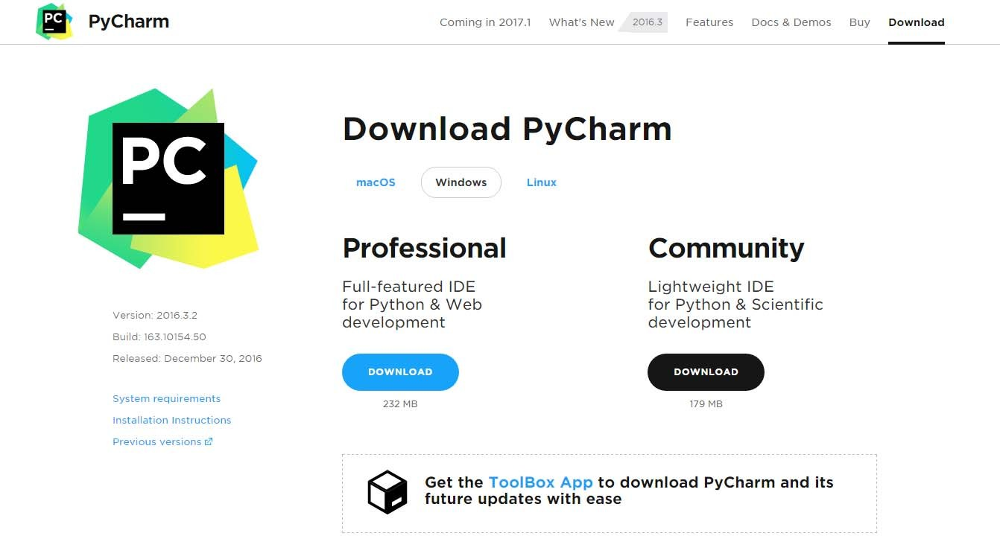 PC PyCharm Coming in 2017.1 What's New 2016.3 Features Docs & Demos Buy Download
PC
Version: 2016.3.2
Build: 163.10154.50
Released: December 30, 2016
System requirements
Installation Instructions
Previous versions
Download PyCharm
macOS Windows Linux
Professional
Full-featured IDE
for Python & Web
development
DOWNLOAD
232 MB
Community
Lightweight IDE
for Python & Scientific
development
DOWNLOAD
179 MB
Get the ToolBox App to download PyCharm and its
future updates with ease